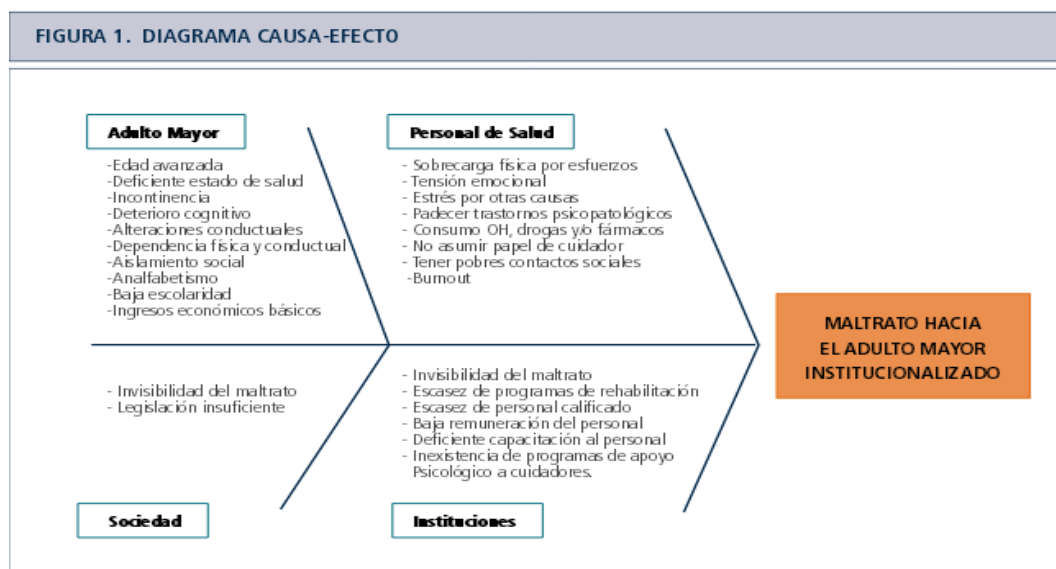 FIGURA 1. DIAGRAMA CAUSA-EFECTO
Adulto Mayor
-Edad avanzada
-Deficiente estado de salud
-Incontinencia
-Deterioro cognitivo
-Alteraciones conductuales
-Dependencia física y conductual
-Aislamiento social
-Analfabetismo
-Baja escolaridad
-Ingresos económicos básicos
Personal de Salud
- Sobrecarga física por esfuerzos
- Tensión emocional
- Estrés por otras causas
- Padecer trastornos psicopatológicos
- Consumo OH, drogas y/o fármacos
- No asumir papel de cuidador
- Tener pobres contactos sociales
-Burnout
MALTRATO HACIA
EL ADULTO MAYOR
INSTITUCIONALIZADO
- Invisibilidad del maltrato
- Legislación insuficiente
Sociedad
- Invisibilidad del maltrato
- Escasez de programas de rehabilitación
- Escasez de personal calificado
- Baja remuneración del personal
- Deficiente capacitación al personal
- Inexistencia de programas de apoyo
Psicológico a cuidadores.
Instituciones